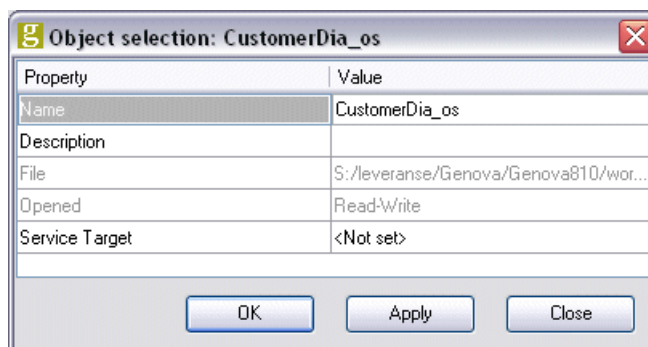 g Object selection: CustomerDia_os
Property Value
Name CustomerDia_os
Description
File S:/leveranse/Genova/Genova810/wor...
Opened Read-Write
Service Target <Not set>
OK Apply Close